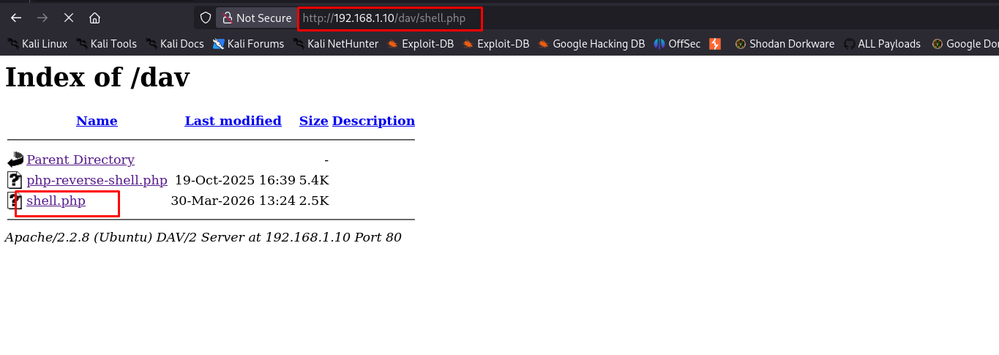 Not Secure http://192.168.1.10/dav/shell.php
Kali Linux Kali Tools Kali Docs Kali Forums Kali NetHunter Exploit-DB Exploit-DB Google Hacking DB OffSec Shodan Dorkware ALL Payloads Google Dor
Index of /dav
Name Last modified Size Description
Parent Directory -
php-reverse-shell.php 19-Oct-2025 16:39 5.4K
shell.php 30-Mar-2026 13:24 2.5K
Apache/2.2.8 (Ubuntu) DAV/2 Server at 192.168.1.10 Port 80